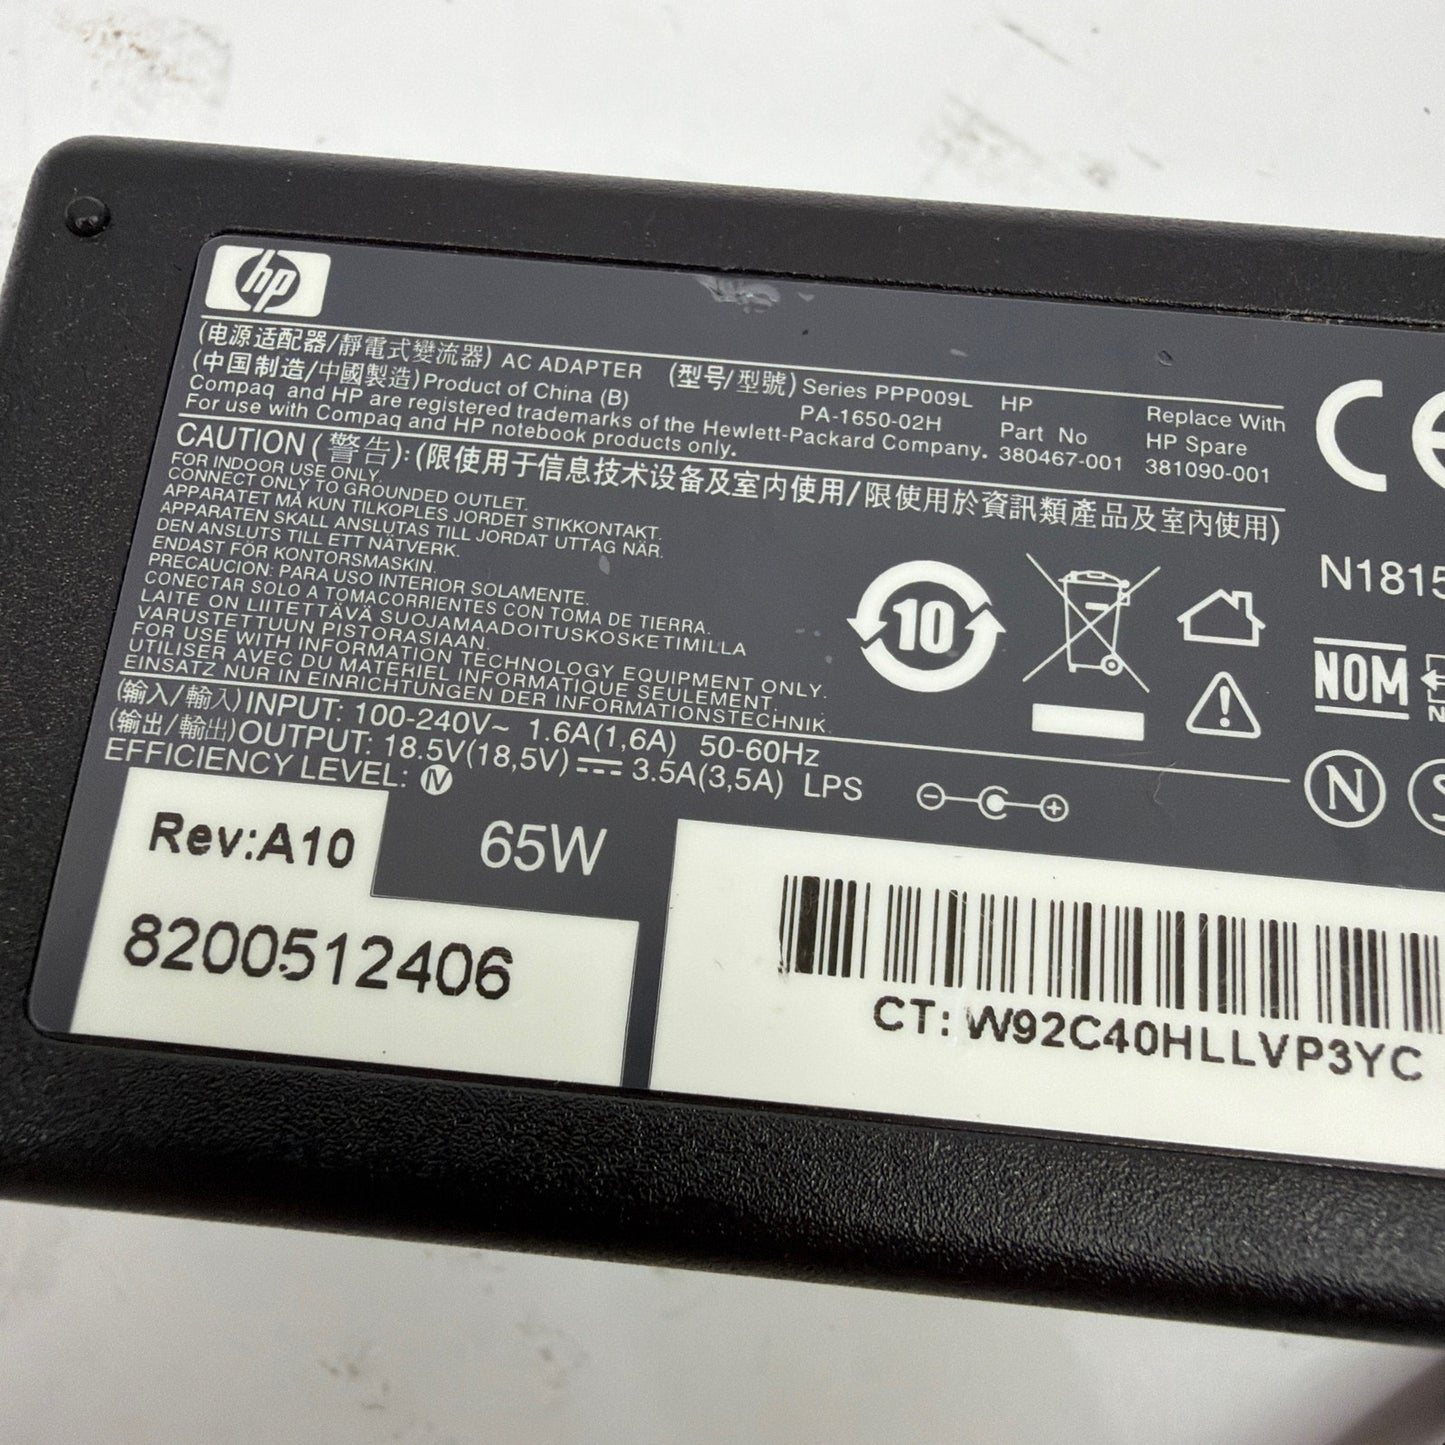 hp
(电源适配器/靜電式變流器) AC ADAPTER (型号/型號) Series PPP009L HP
(中国制造/中國製造)Product of China (B) PA-1650-02H Part No Replace With
Compaq and HP are registered trademarks of the Hewlett-Packard Company. 380467-001 HP Spare
For use with Compaq and HP notebook products only. 381090-001
CAUTION (警告):(限使用于信息技术设备及室内使用/限使用於資訊類產品及室內使用)
FOR INDOOR USE ONLY.
CONNECT ONLY TO GROUNDED OUTLET.
APPARATET MÅ KUN TILKOPLES JORDET STIKKONTAKT.
APPARATEN SKALL ANSLUTAS TILL JORDAT UTTAG NÄR.
DEN ANSLUTS TILL ETT NÄTVERK.
ENDAST FÖR KONTORSMASKIN.
PRECAUCION: PARA USO INTERIOR SOLAMENTE.
CONECTAR SOLO A TOMACORRIENTES CON TOMA DE TIERRA.
LAITE ON LIITETTÄVÄ SUOJAMAADOITUSKOSKETIMILLA
VARUSTETTUUN PISTORASIAAN.
FOR USE WITH INFORMATION TECHNOLOGY EQUIPMENT ONLY.
UTILISER AVEC DU MATERIEL INFORMATIQUE SEULEMENT.
EINSATZ NUR IN EINRICHTUNGEN DER INFORMATIONSTECHNIK.
10
N1815
NOM
N
(输入/輸入)INPUT: 100-240V~ 1.6A(1,6A) 50-60Hz
(输出/輸出)OUTPUT: 18.5V(18,5V) 3.5A(3,5A) LPS
EFFICIENCY LEVEL: IV
N
S
Rev:A10
65W
8200512406
CT: W92C40HLLVP3YC